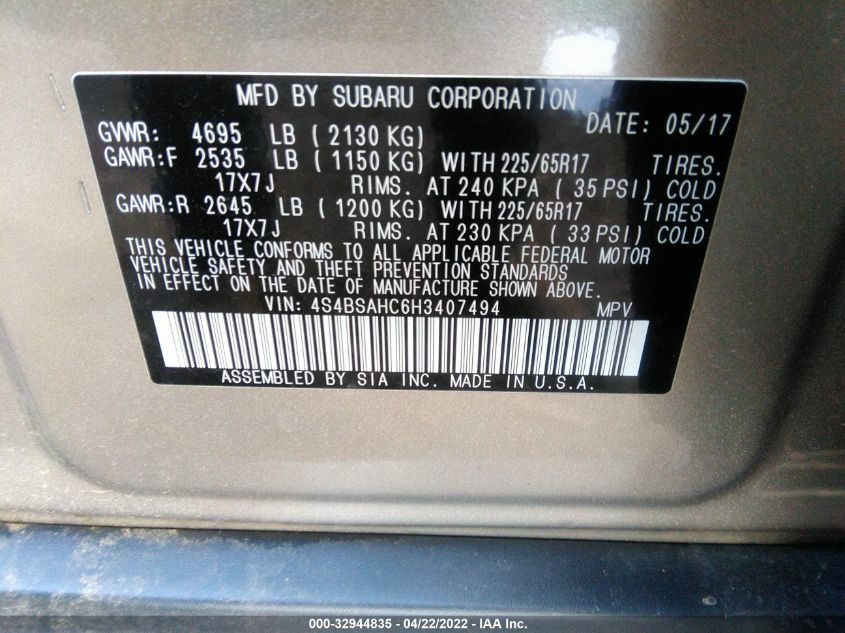 MFD BY SUBARU CORPORATION
DATE: 05/17
GVWR: 4695 LB ( 2130 KG)
GAWR:F 2535 LB ( 1150 KG) WITH 225/65R17 TIRES.
17X7J RIMS. AT 240 KPA ( 35 PSI) COLD
GAWR:R 2645 LB ( 1200 KG) WITH 225/65R17 TIRES.
17X7J RIMS. AT 230 KPA ( 33 PSI) COLD
THIS VEHICLE CONFORMS TO ALL APPLICABLE FEDERAL MOTOR
VEHICLE SAFETY AND THEFT PREVENTION STANDARDS
IN EFFECT ON THE DATE OF MANUFACTURE SHOWN ABOVE.
VIN: 4S4BSAHC6H3407494 MPV
ASSEMBLED BY SIA INC. MADE IN U.S.A.
000-32944835 - 04/22/2022 - IAA Inc.